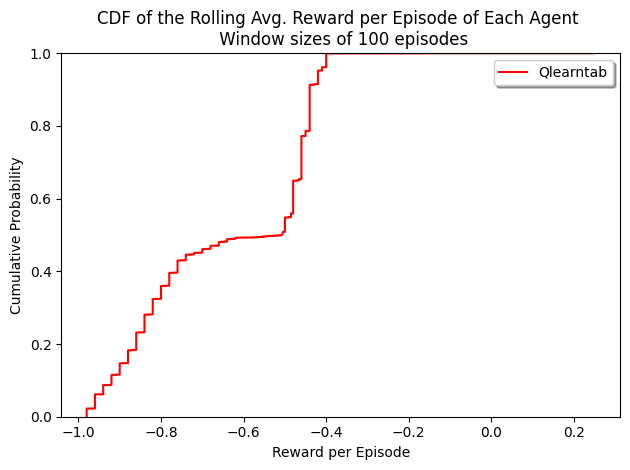 CDF of the Rolling Avg. Reward per Episode of Each Agent
Window sizes of 100 episodes
Qlearntab
1.0
0.8
0.6
0.4
0.2
0.0
Cumulative Probability
−1.0 −0.8 −0.6 −0.4 −0.2 0.0 0.2
Reward per Episode